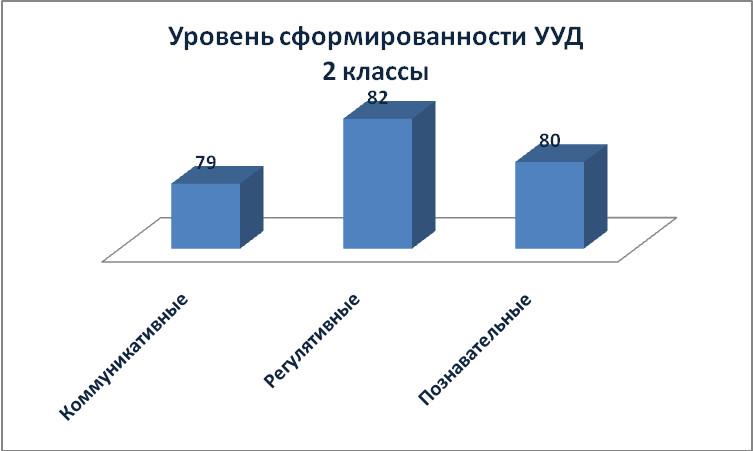 Уровень сформированности УУД
2 классы
79
82
80
Коммуникативные
Регулятивные
Познавательные